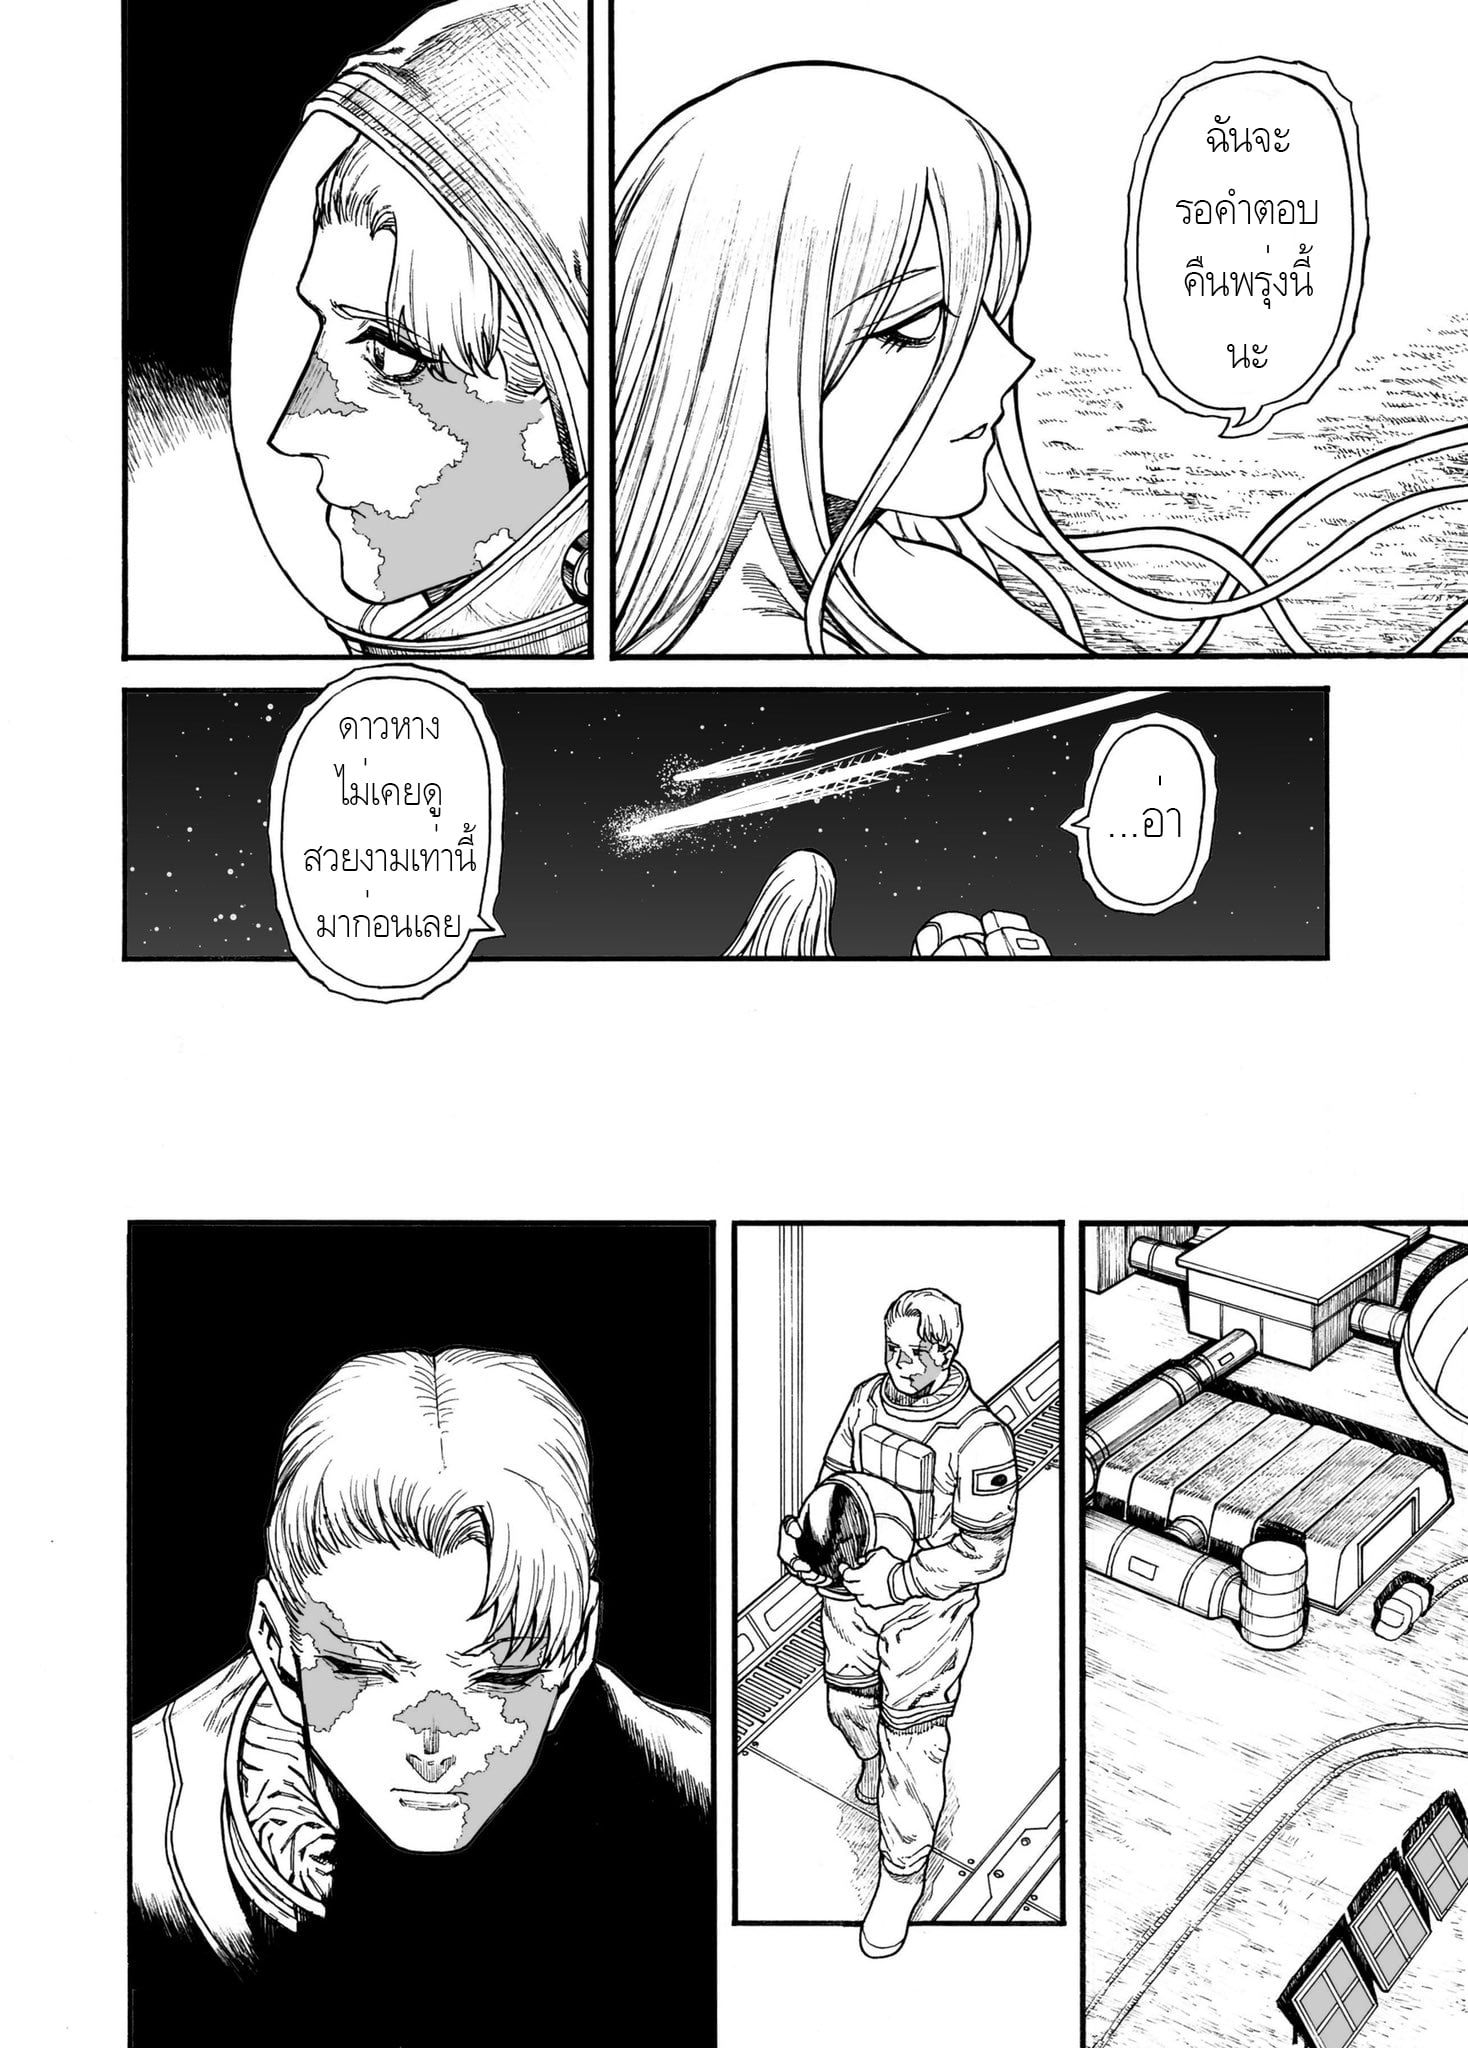 ฉันจะ
รอคำตอบ
คืนพรุ่งนี้
นะ
...อ่า
ดาวหาง
ไม่เคยดู
สวยงามเท่านี้
มาก่อนเลย